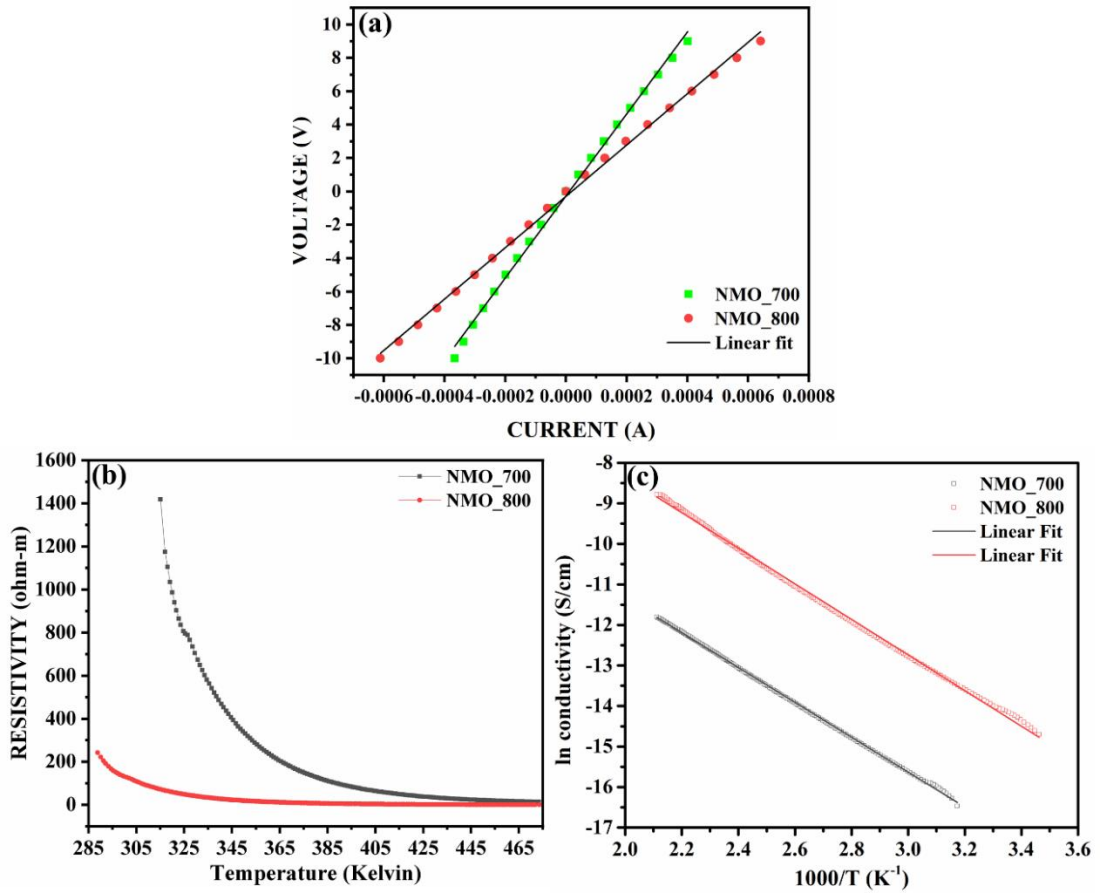 (a)
VOLTAGE (V)
10
8
6
4
2
0
-2
-4
-6
-8
-10
NMO_700
NMO_800
Linear fit
-0.0006 -0.0004 -0.0002 0.0000 0.0002 0.0004 0.0006 0.0008
CURRENT (A)
(b)
RESISTIVITY (ohm-m)
1600
1400
1200
1000
800
600
400
200
0
NMO_700
NMO_800
285 305 325 345 365 385 405 425 445 465
Temperature (Kelvin)
(c)
ln conductivity (S/cm)
-8
-9
-10
-11
-12
-13
-14
-15
-16
-17
NMO_700
NMO_800
Linear Fit
Linear Fit
2.0 2.2 2.4 2.6 2.8 3.0 3.2 3.4 3.6
1000/T (K⁻¹)